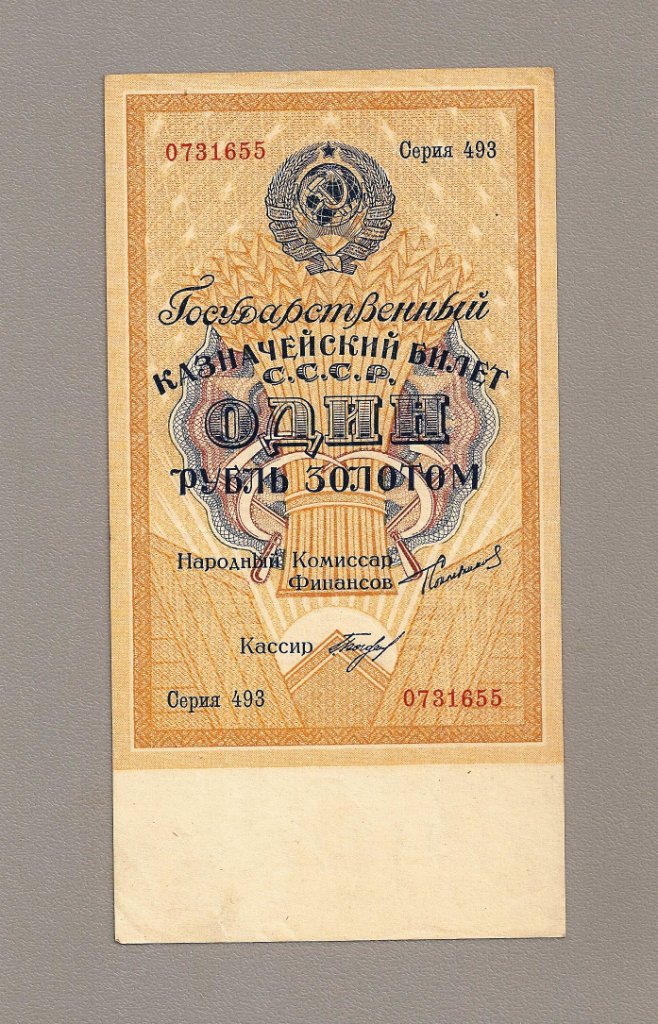 0731655 Серия 493
Государственный
КАЗНАЧЕЙСКИЙ БИЛЕТ
С.С.С.Р.
ОДИН
РУБЛЬ ЗОЛОТОМ
Народный Комиссар
Финансов
Кассир
Серия 493 0731655